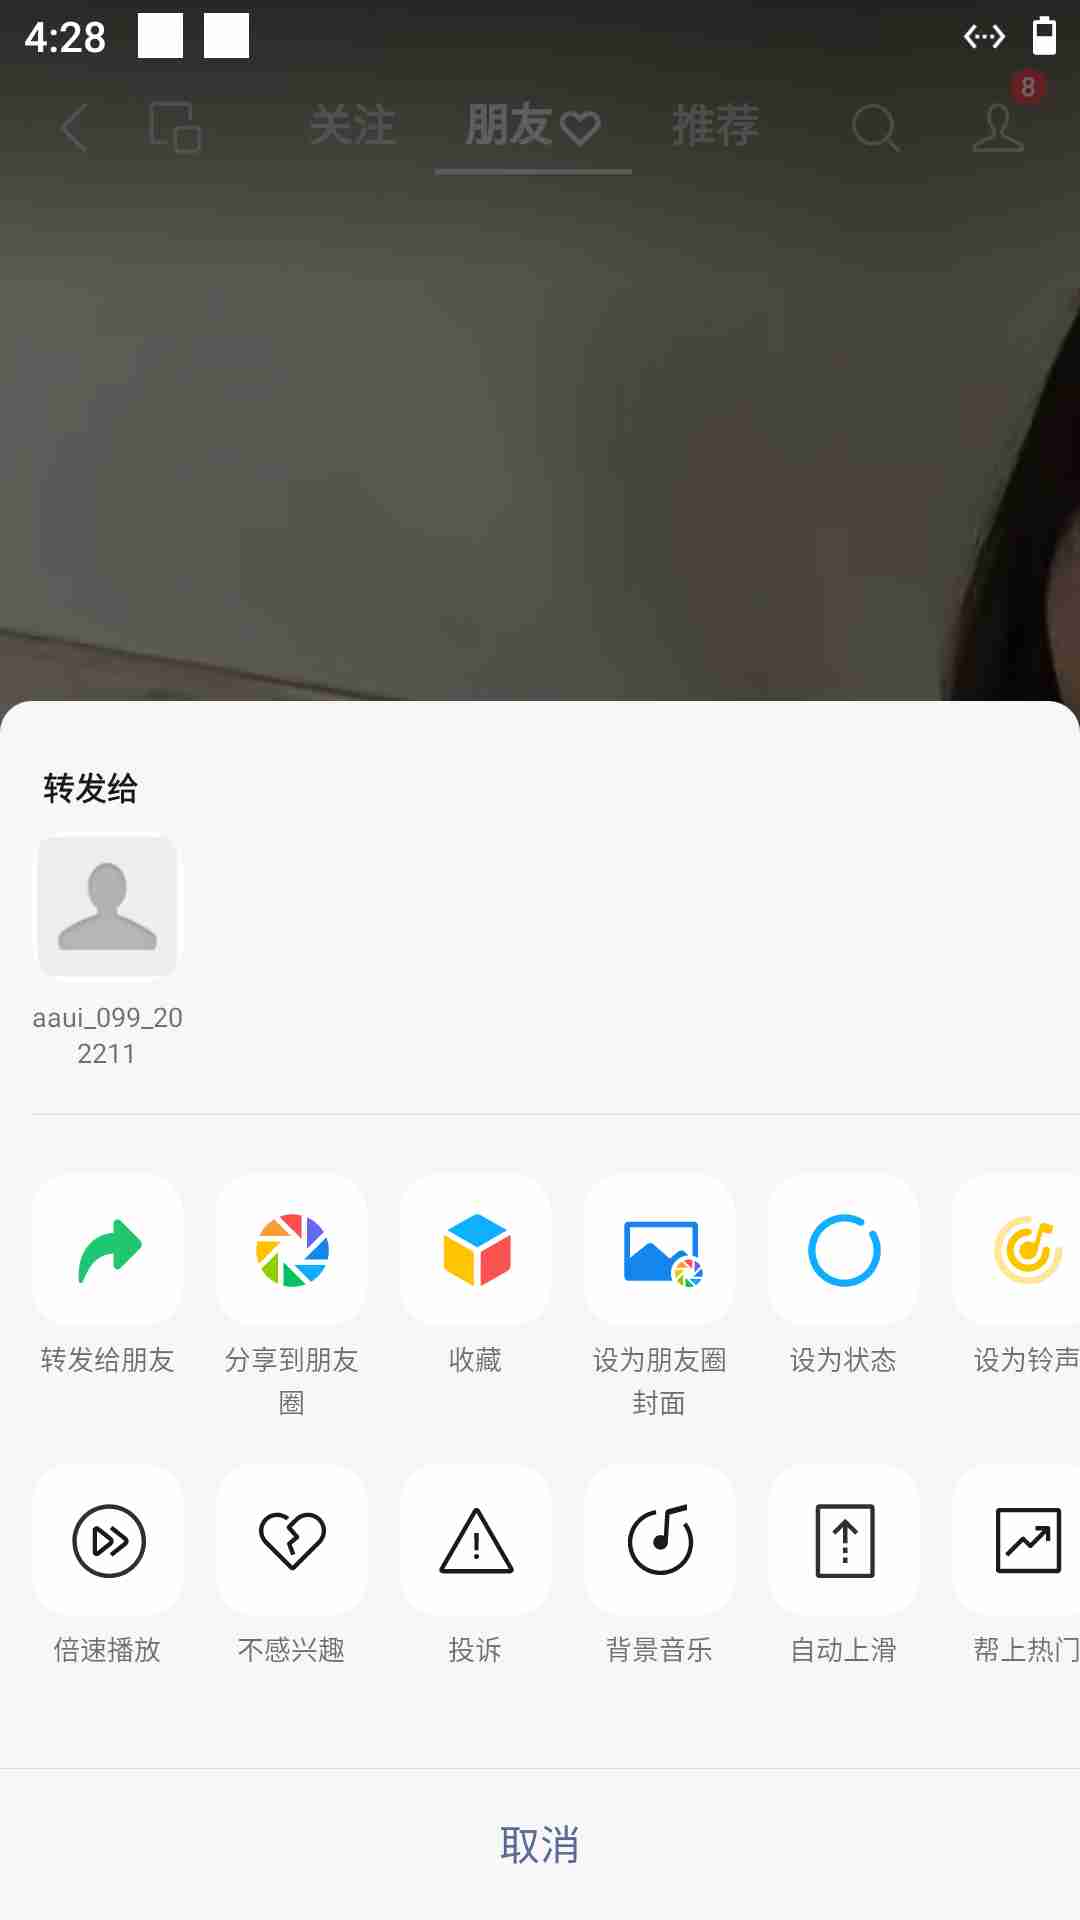 4:28
8
关注 朋友 推荐
转发给
aaui_099_20
2211
转发给朋友 分享到朋友 收藏 设为朋友圈 设为状态 设为铃声
圈 封面
倍速播放 不感兴趣 投诉 背景音乐 自动上滑 帮上热门
取消